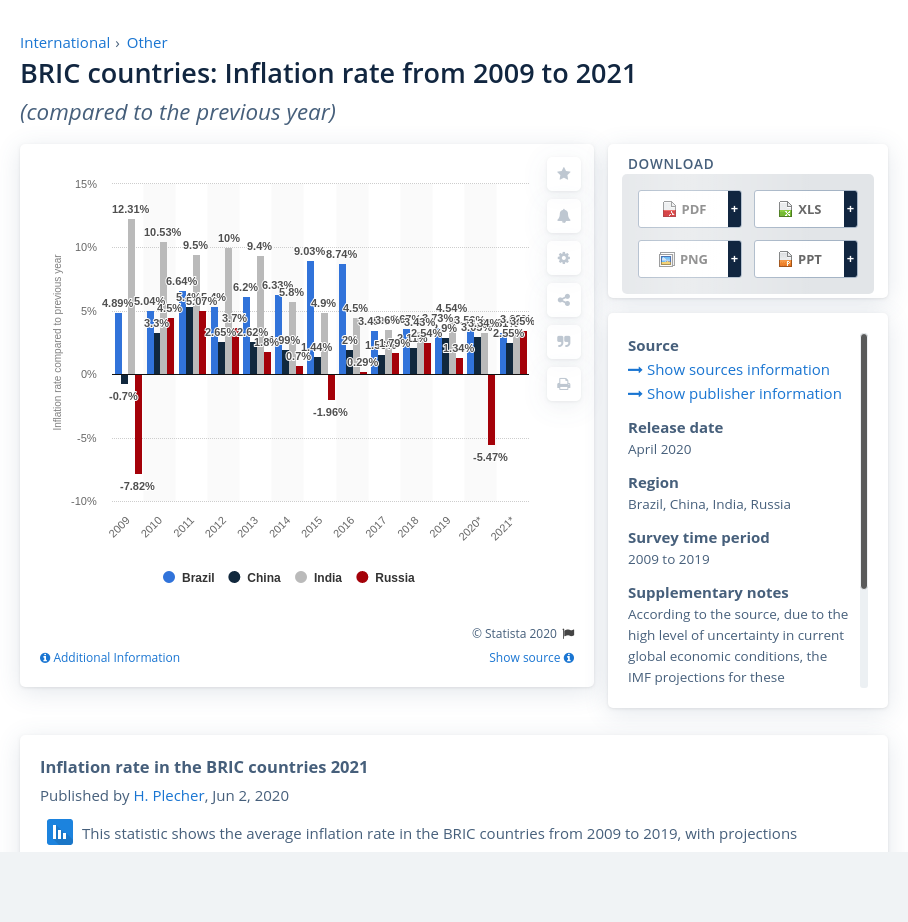 International › Other
BRIC countries: Inflation rate from 2009 to 2021
(compared to the previous year)
Inflation rate compared to previous year
15%
10%
5%
0%
-5%
-10%
12.31%
10.53%
9.5%
10%
9.4%
9.03%
8.74%
6.64%
6.2%
6.33%
5.8%
4.89%
5.04%
4.5%
5.07%
3.3%
2.65%
3.7%
2.62%
1.8%
0.7%
1.44%
4.9%
4.5%
2%
0.29%
3.6%
3.43%
2.54%
4.54%
1.34%
3.34%
2.55%
-0.7%
-7.82%
-1.96%
-5.47%
2009
2010
2011
2012
2013
2014
2015
2016
2017
2018
2019
2020*
2021*
Brazil China India Russia
© Statista 2020
Additional Information
Show source
DOWNLOAD
PDF + XLS +
PNG + PPT +
Source
Show sources information
Show publisher information
Release date
April 2020
Region
Brazil, China, India, Russia
Survey time period
2009 to 2019
Supplementary notes
According to the source, due to the
high level of uncertainty in current
global economic conditions, the
IMF projections for these
Inflation rate in the BRIC countries 2021
Published by H. Plecher, Jun 2, 2020
This statistic shows the average inflation rate in the BRIC countries from 2009 to 2019, with projections